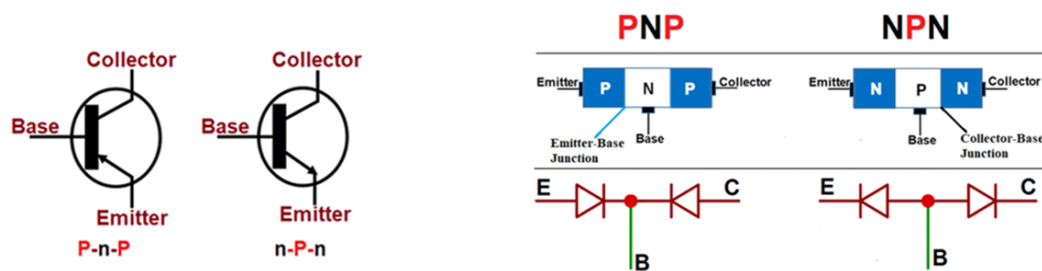 Collector
Base
Emitter
P-n-P
Collector
Base
Emitter
n-P-n
PNP
Emitter
P
N
P
Collector
Emitter-Base
Junction
Base
E
C
B
NPN
Emitter
N
P
N
Collector
Base
Collector-Base
Junction
E
C
B